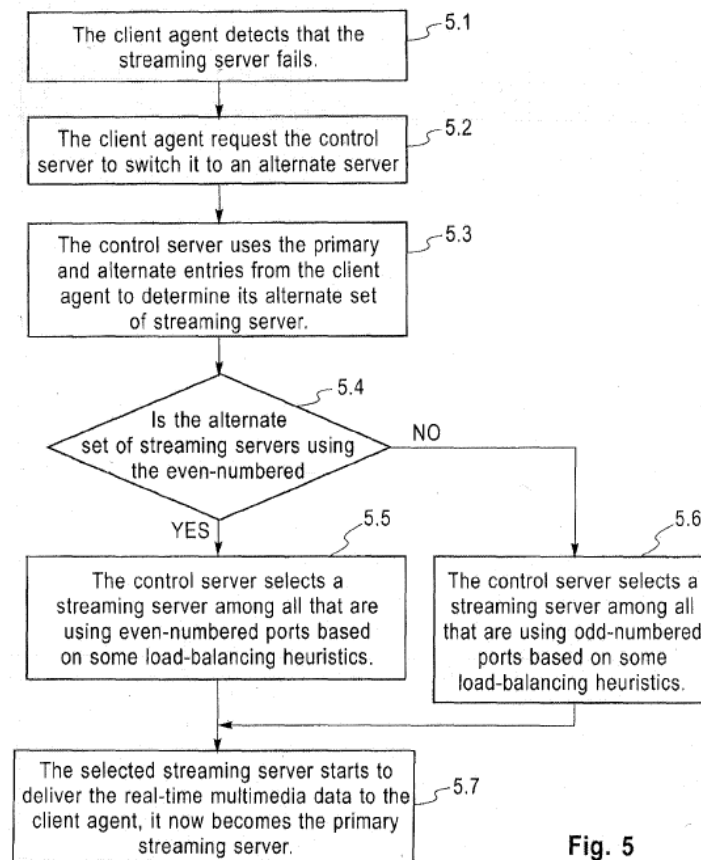 The client agent detects that the
streaming server fails.
5.1
The client agent request the control
server to switch it to an alternate server
5.2
The control server uses the primary
and alternate entries from the client
agent to determine its alternate set
of streaming server.
5.3
Is the alternate
set of streaming servers using
the even-numbered
5.4
NO
YES
The control server selects a
streaming server among all that are
using even-numbered ports based
on some load-balancing heuristics.
5.5
The control server selects a
streaming server among all
that are using odd-numbered
ports based on some
load-balancing heuristics.
5.6
The selected streaming server starts to
deliver the real-time multimedia data to the
client agent, it now becomes the primary
streaming server.
5.7
Fig. 5